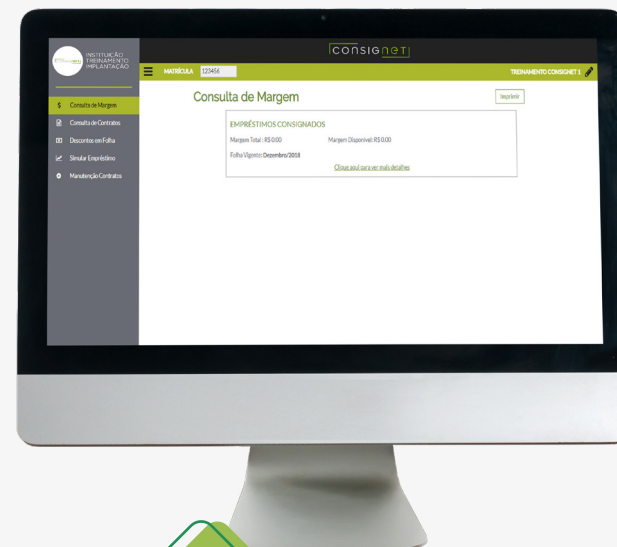 CONSIGNET
INSTITUIÇÃO
TREINAMENTO
IMPLANTAÇÃO
MATRÍCULA 123456
TREINAMENTO CONSIGNET 1
Consulta de Margem
Consulta de Contratos
Descontos em Folha
Simular Empréstimo
Manutenção Contratos
Consulta de Margem
Imprimir
EMPRÉSTIMOS CONSIGNADOS
Margem Total : R$ 0.00 Margem Disponível: R$ 0.00
Folha Vigente: Dezembro/2018
Clique aqui para ver mais detalhes